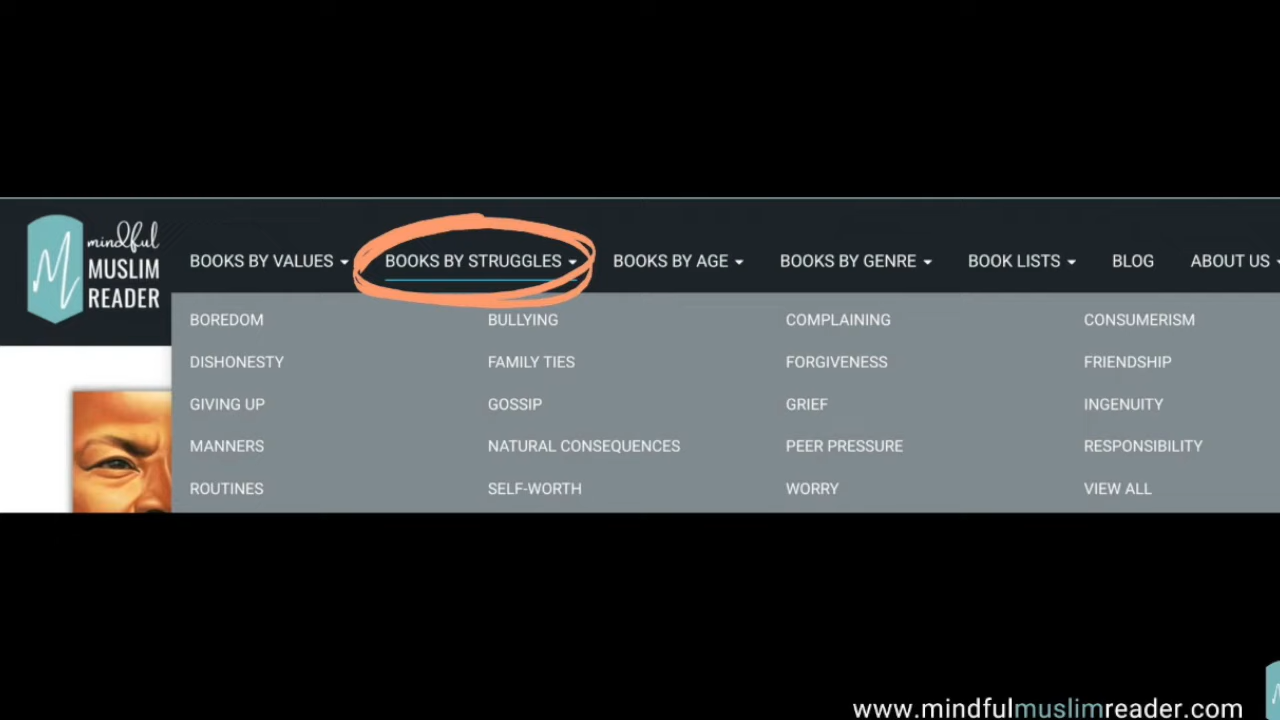 mindful
MUSLIM
READER
BOOKS BY VALUES BOOKS BY STRUGGLES BOOKS BY AGE BOOKS BY GENRE BOOK LISTS BLOG ABOUT US
BOREDOM BULLYING COMPLAINING CONSUMERISM
DISHONESTY FAMILY TIES FORGIVENESS FRIENDSHIP
GIVING UP GOSSIP GRIEF INGENUITY
MANNERS NATURAL CONSEQUENCES PEER PRESSURE RESPONSIBILITY
ROUTINES SELF-WORTH WORRY VIEW ALL
www.mindfulmuslimreader.com